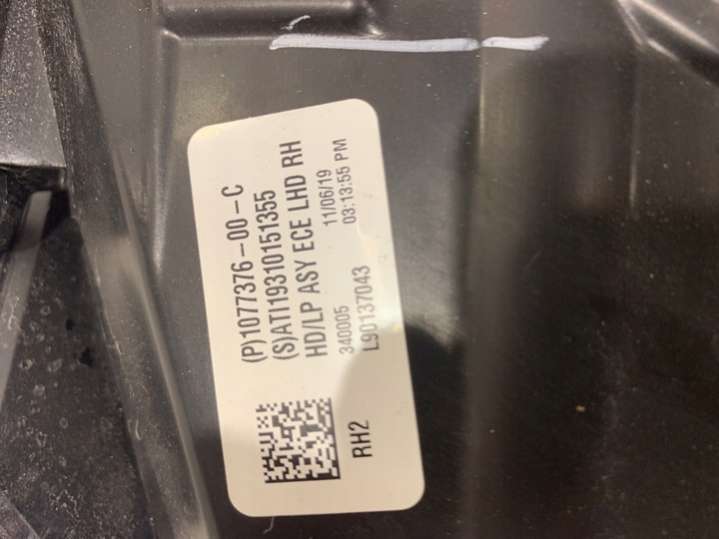 (P)1077376-00-C
(S)ATI19310151355
HD/LP ASY ECE LHD RH
340005 11/06/19
L90137043 03:13:55 PM
RH2